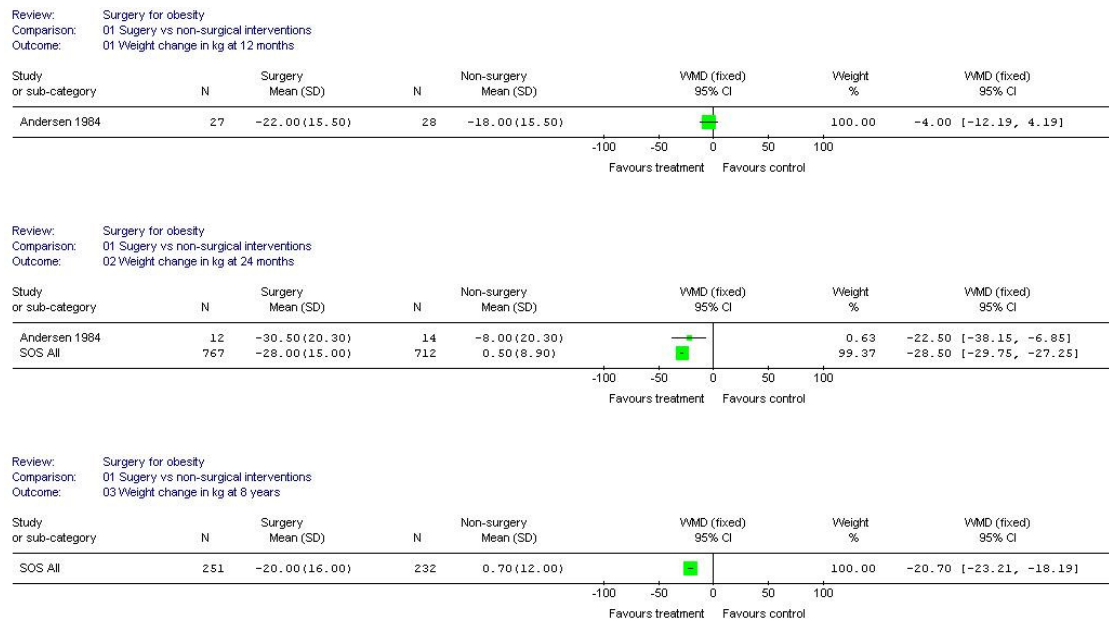 Review: Surgery for obesity
Comparison: 01 Sugery vs non-surgical interventions
Outcome: 01 Weight change in kg at 12 months
Study Surgery Non-surgery WMD (fixed) Weight WMD (fixed)
or sub-category N Mean (SD) N Mean (SD) 95% CI % 95% CI
Andersen 1984 27 -22.00(15.50) 28 -18.00(15.50) 100.00 -4.00 [-12.19, 4.19]
-100 -50 0 50 100
Favours treatment Favours control
Review: Surgery for obesity
Comparison: 01 Sugery vs non-surgical interventions
Outcome: 02 Weight change in kg at 24 months
Study Surgery Non-surgery WMD (fixed) Weight WMD (fixed)
or sub-category N Mean (SD) N Mean (SD) 95% CI % 95% CI
Andersen 1984 12 -30.50(20.30) 14 -8.00(20.30) 0.63 -22.50 [-38.15, -6.85]
SOS All 767 -28.00(15.00) 712 0.50(8.90) 99.37 -28.50 [-29.75, -27.25]
-100 -50 0 50 100
Favours treatment Favours control
Review: Surgery for obesity
Comparison: 01 Sugery vs non-surgical interventions
Outcome: 03 Weight change in kg at 8 years
Study Surgery Non-surgery WMD (fixed) Weight WMD (fixed)
or sub-category N Mean (SD) N Mean (SD) 95% CI % 95% CI
SOS All 251 -20.00(16.00) 232 0.70(12.00) 100.00 -20.70 [-23.21, -18.19]
-100 -50 0 50 100
Favours treatment Favours control